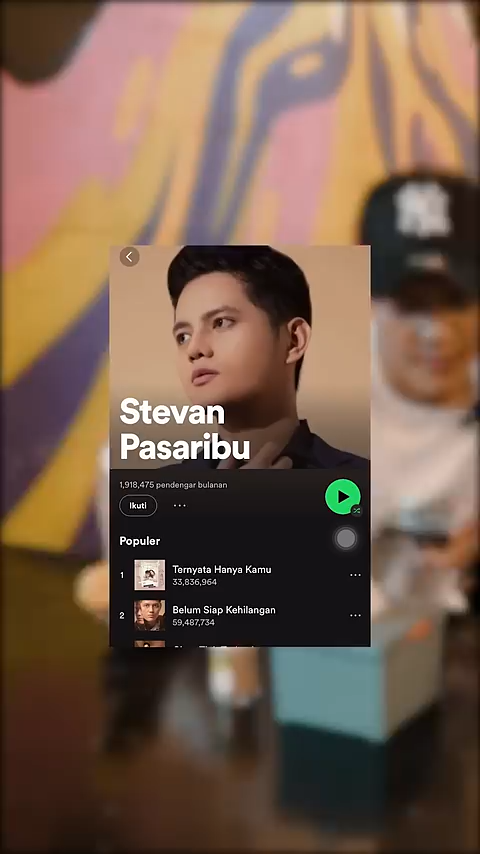 Stevan
Pasaribu
1,918,475 pendengar bulanan
Ikuti
Populer
1
Ternyata Hanya Kamu
33,836,964
2
Belum Siap Kehilangan
59,487,734